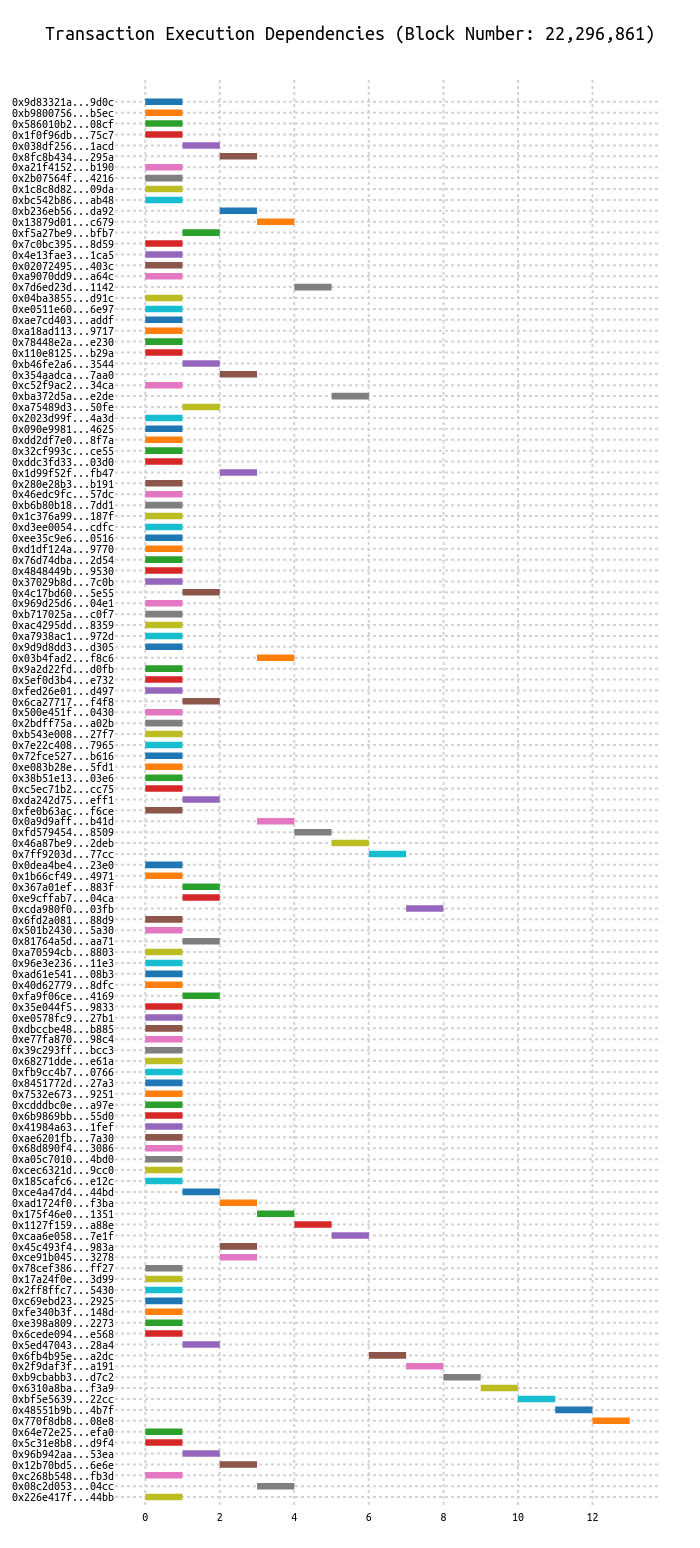 Transaction Execution Dependencies (Block Number: 22,296,861)
0x9d83321a...9d0c
0xb9800756...b5ec
0x586010b2...08cf
0x1f0f96db...75c7
0x038df256...1acd
0x8fc8b434...295a
0xa21f4152...b190
0x2b07564f...4216
0x1c8c8d82...09da
0xbc542b86...ab48
0xb236eb56...da92
0x13879d01...c679
0xf5a27be9...bfb7
0x7c0bc395...8d59
0x4e13fae3...1ca5
0x02072495...403c
0xa9070dd9...a64c
0x7d6ed23d...1142
0x04ba3855...d91c
0xe0511e60...6e97
0xae7cd403...addf
0xa18ad113...9717
0x78448e2a...e230
0x110e8125...b29a
0xb46fe2a6...3544
0x354aadca...7aa0
0xc52f9ac2...34ca
0xba372d5a...e2de
0xa75489d3...50fe
0x2023d99f...4a3d
0x090e9981...4625
0xdd2df7e0...8f7a
0x32cf993c...ce55
0xddc3fd33...03d0
0x1d99f52f...fb47
0x280e28b3...b191
0x46edc9fc...57dc
0xb6b80b18...7dd1
0x1c376a99...187f
0xd3ee0054...cdfc
0xee35c9e6...0516
0xd1df124a...9770
0x76d74dba...2d54
0x4848449b...9530
0x37029b8d...7c0b
0x4c17bd60...5e55
0x969d25d6...04e1
0xb717025a...c0f7
0xac4295dd...8359
0xa7938ac1...972d
0x9d9d8dd3...d305
0x03b4fad2...f8c6
0x9a2d22fd...d0fb
0x5ef0d3b4...e732
0xfed26e01...d497
0x6ca27717...f4f8
0x500e451f...0430
0x2bdff75a...a02b
0xb543e008...27f7
0x7e22c408...7965
0x72fce527...b616
0xe083b28e...5fd1
0x38b51e13...03e6
0xc5ec71b2...cc75
0xda242d75...eff1
0xfe0b63ac...f6ce
0x0a9d9aff...b41d
0xfd579454...8509
0x46a87be9...2deb
0x7ff9203d...77cc
0x0dea4be4...23e0
0x1b66cf49...4971
0x367a01ef...883f
0xe9cffab7...04ca
0xcda980f0...03fb
0x6fd2a081...88d9
0x501b2430...5a30
0x81764a5d...aa71
0xa70594cb...8803
0x96e3e236...11e3
0xad61e541...08b3
0x40d62779...8dfc
0xfa9f06ce...4169
0x35e044f5...9833
0xe0578fc9...27b1
0xdbccbe48...b885
0xe77fa870...98c4
0x39c293ff...bcc3
0x68271dde...e61a
0xfb9cc4b7...0766
0x8451772d...27a3
0x7532e673...9251
0xcdddbc0e...a97e
0x6b9869bb...55d0
0x41984a63...1fef
0xae6201fb...7a30
0x68d890f4...3086
0xa05c7010...4bd0
0xcec6321d...9cc0
0x185cafc6...e12c
0xce4a47d4...44bd
0xad1724f0...f3ba
0x175f46e0...1351
0x1127f159...a88e
0xcaa6e058...7e1f
0x45c493f4...983a
0xce91b045...3278
0x78cef386...ff27
0x17a24f0e...3d99
0x2ff8ffc7...5430
0xc69ebd23...2925
0xfe340b3f...148d
0xe398a809...2273
0x6cede094...e568
0x5ed47043...28a4
0x6fb4b95e...a2dc
0x2f9daf3f...a191
0xb9cbabb3...d7c2
0x6310a8ba...f3a9
0xbf5e5639...22cc
0x48551b9b...4b7f
0x770f8db8...08e8
0x64e72e25...efa0
0x5c31e8b8...d9f4
0x96b942aa...53ea
0x12b70bd5...6e6e
0xc268b548...fb3d
0x08c2d053...04cc
0x226e417f...44bb
0 2 4 6 8 10 12